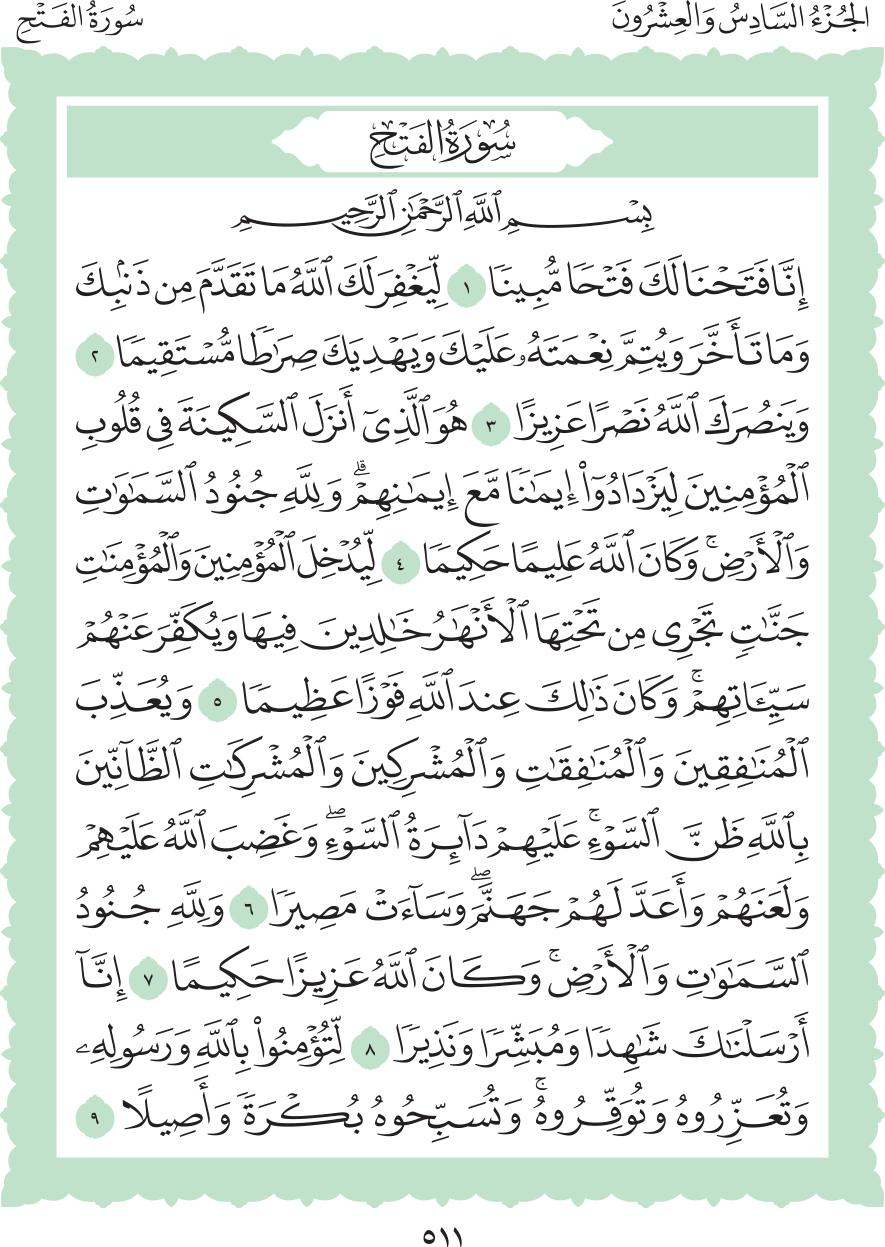 الجُزْءُ السَّادِسُ وَالْعِشْرُونَ
سُورَةُ الفَتْحِ
سُورَةُ الفَتْحِ
بِسْمِ ٱللَّهِ ٱلرَّحْمَٰنِ ٱلرَّحِيمِ
إِنَّا فَتَحْنَا لَكَ فَتْحًا مُّبِينًا ١ لِّيَغْفِرَ لَكَ ٱللَّهُ مَا تَقَدَّمَ مِن ذَنۢبِكَ
وَمَا تَأَخَّرَ وَيُتِمَّ نِعْمَتَهُۥ عَلَيْكَ وَيَهْدِيَكَ صِرَٰطًا مُّسْتَقِيمًا ٢
وَيَنصُرَكَ ٱللَّهُ نَصْرًا عَزِيزًا ٣ هُوَ ٱلَّذِىٓ أَنزَلَ ٱلسَّكِينَةَ فِى قُلُوبِ
ٱلْمُؤْمِنِينَ لِيَزْدَادُوٓا۟ إِيمَٰنًا مَّعَ إِيمَٰنِهِمْ ۗ وَلِلَّهِ جُنُودُ ٱلسَّمَٰوَٰتِ
وَٱلْأَرْضِ ۚ وَكَانَ ٱللَّهُ عَلِيمًا حَكِيمًا ٤ لِّيُدْخِلَ ٱلْمُؤْمِنِينَ وَٱلْمُؤْمِنَٰتِ
جَنَّٰتٍ تَجْرِى مِن تَحْتِهَا ٱلْأَنْهَٰرُ خَٰلِدِينَ فِيهَا وَيُكَفِّرَ عَنْهُمْ
سَيِّـَٔاتِهِمْ ۚ وَكَانَ ذَٰلِكَ عِندَ ٱللَّهِ فَوْزًا عَظِيمًا ٥ وَيُعَذِّبَ
ٱلْمُنَٰفِقِينَ وَٱلْمُنَٰفِقَٰتِ وَٱلْمُشْرِكِينَ وَٱلْمُشْرِكَٰتِ ٱلظَّآنِّينَ
بِٱللَّهِ ظَنَّ ٱلسَّوْءِ ۚ عَلَيْهِمْ دَآئِرَةُ ٱلسَّوْءِ ۖ وَغَضِبَ ٱللَّهُ عَلَيْهِمْ
وَلَعَنَهُمْ وَأَعَدَّ لَهُمْ جَهَنَّمَ ۖ وَسَآءَتْ مَصِيرًا ٦ وَلِلَّهِ جُنُودُ
ٱلسَّمَٰوَٰتِ وَٱلْأَرْضِ ۚ وَكَانَ ٱللَّهُ عَزِيزًا حَكِيمًا ٧ إِنَّآ
أَرْسَلْنَٰكَ شَٰهِدًا وَمُبَشِّرًا وَنَذِيرًا ٨ لِّتُؤْمِنُوا۟ بِٱللَّهِ وَرَسُولِهِۦ
وَتُعَزِّرُوهُ وَتُوَقِّرُوهُ ۚ وَتُسَبِّحُوهُ بُكْرَةً وَأَصِيلًا ٩
٥١١